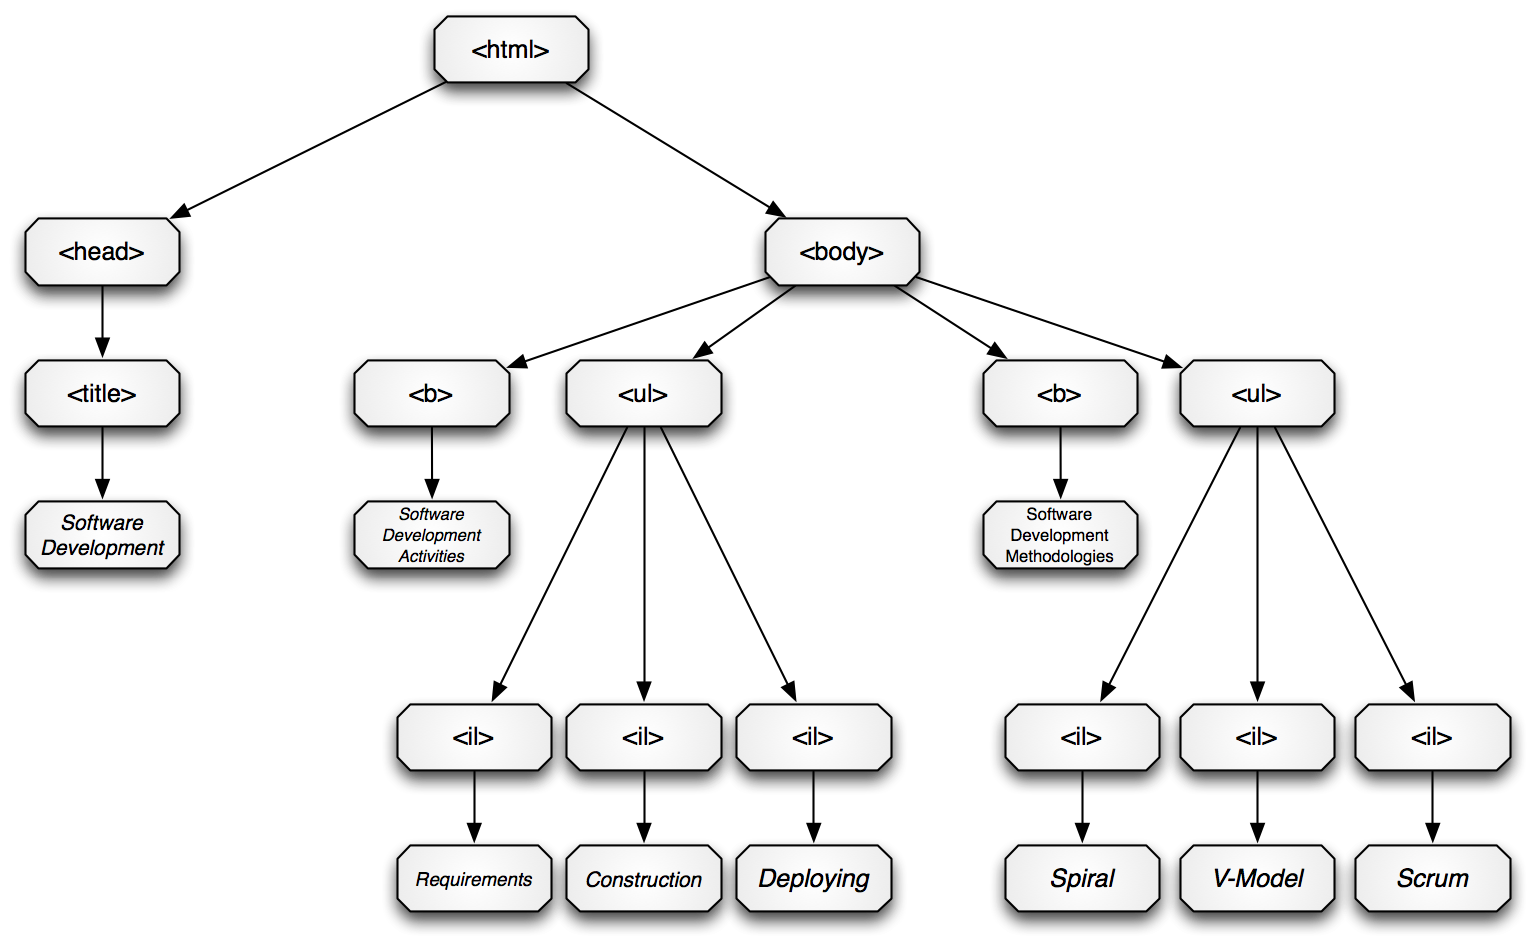 <html>
<head>
<body>
<title>
<b>
<ul>
<b>
<ul>
Software
Development
Software
Development
Activities
Software
Development
Methodologies
<il>
<il>
<il>
<il>
<il>
<il>
Requirements
Construction
Deploying
Spiral
V-Model
Scrum